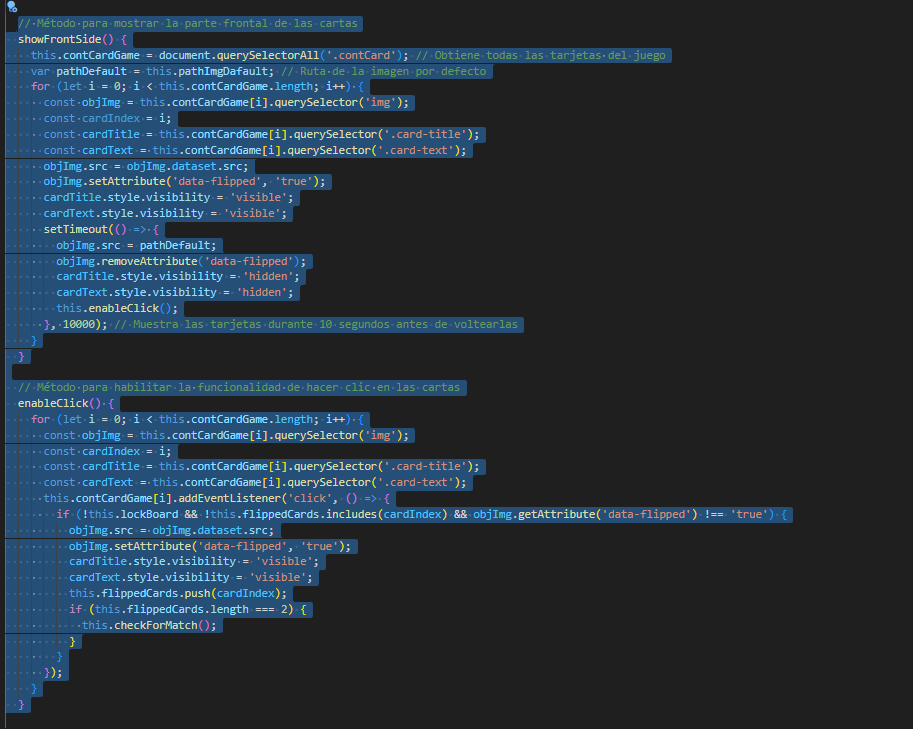 // Método para mostrar la parte frontal de las cartas
showFrontSide() {
this.contCardGame = document.querySelectorAll('.contCard'); // Obtiene todas las tarjetas del juego
var pathDefault = this.pathImgDafault; // Ruta de la imagen por defecto
for (let i = 0; i < this.contCardGame.length; i++) {
const objImg = this.contCardGame[i].querySelector('img');
const cardIndex = i;
const cardTitle = this.contCardGame[i].querySelector('.card-title');
const cardText = this.contCardGame[i].querySelector('.card-text');
objImg.src = objImg.dataset.src;
objImg.setAttribute('data-flipped', 'true');
cardTitle.style.visibility = 'visible';
cardText.style.visibility = 'visible';
setTimeout(() => {
objImg.src = pathDefault;
objImg.removeAttribute('data-flipped');
cardTitle.style.visibility = 'hidden';
cardText.style.visibility = 'hidden';
this.enableClick();
}, 10000); // Muestra las tarjetas durante 10 segundos antes de voltearlas
}
}
// Método para habilitar la funcionalidad de hacer clic en las cartas
enableClick() {
for (let i = 0; i < this.contCardGame.length; i++) {
const objImg = this.contCardGame[i].querySelector('img');
const cardIndex = i;
const cardTitle = this.contCardGame[i].querySelector('.card-title');
const cardText = this.contCardGame[i].querySelector('.card-text');
this.contCardGame[i].addEventListener('click', () => {
if (!this.lockBoard && !this.flippedCards.includes(cardIndex) && objImg.getAttribute('data-flipped') !== 'true') {
objImg.src = objImg.dataset.src;
objImg.setAttribute('data-flipped', 'true');
cardTitle.style.visibility = 'visible';
cardText.style.visibility = 'visible';
this.flippedCards.push(cardIndex);
if (this.flippedCards.length === 2) {
this.checkForMatch();
}
}
});
}
}